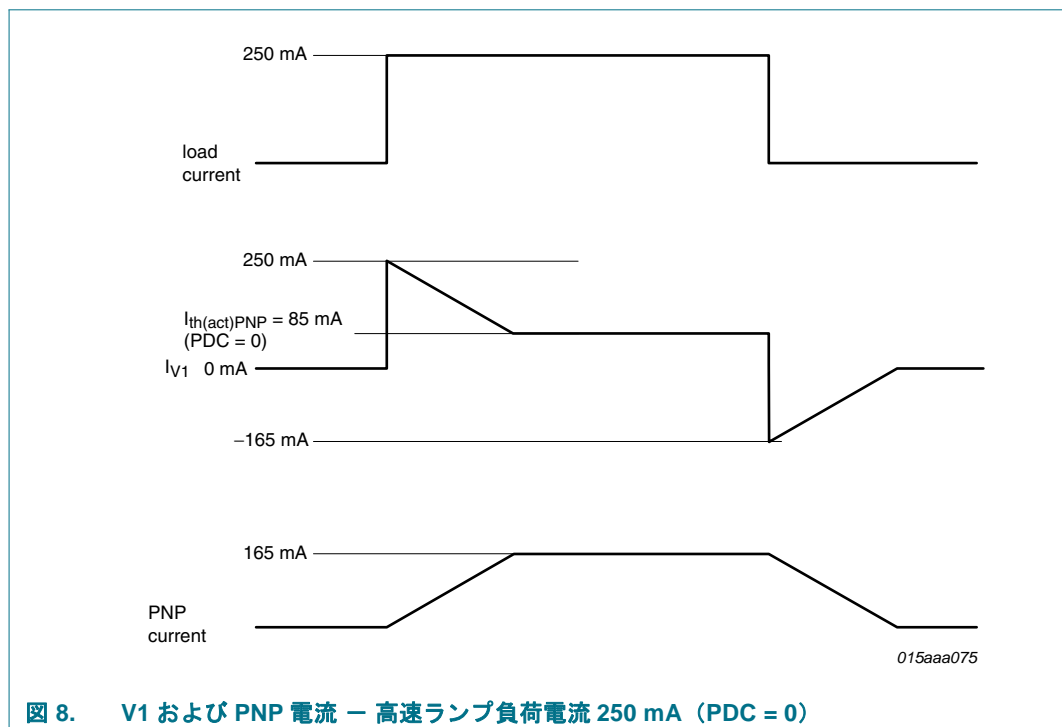 250 mA
load
current
250 mA
Ith(act)PNP = 85 mA
(PDC = 0)
IV1 0 mA
−165 mA
165 mA
PNP
current
015aaa075
図 8. V1 および PNP 電流 － 高速ランプ負荷電流 250 mA（PDC = 0）